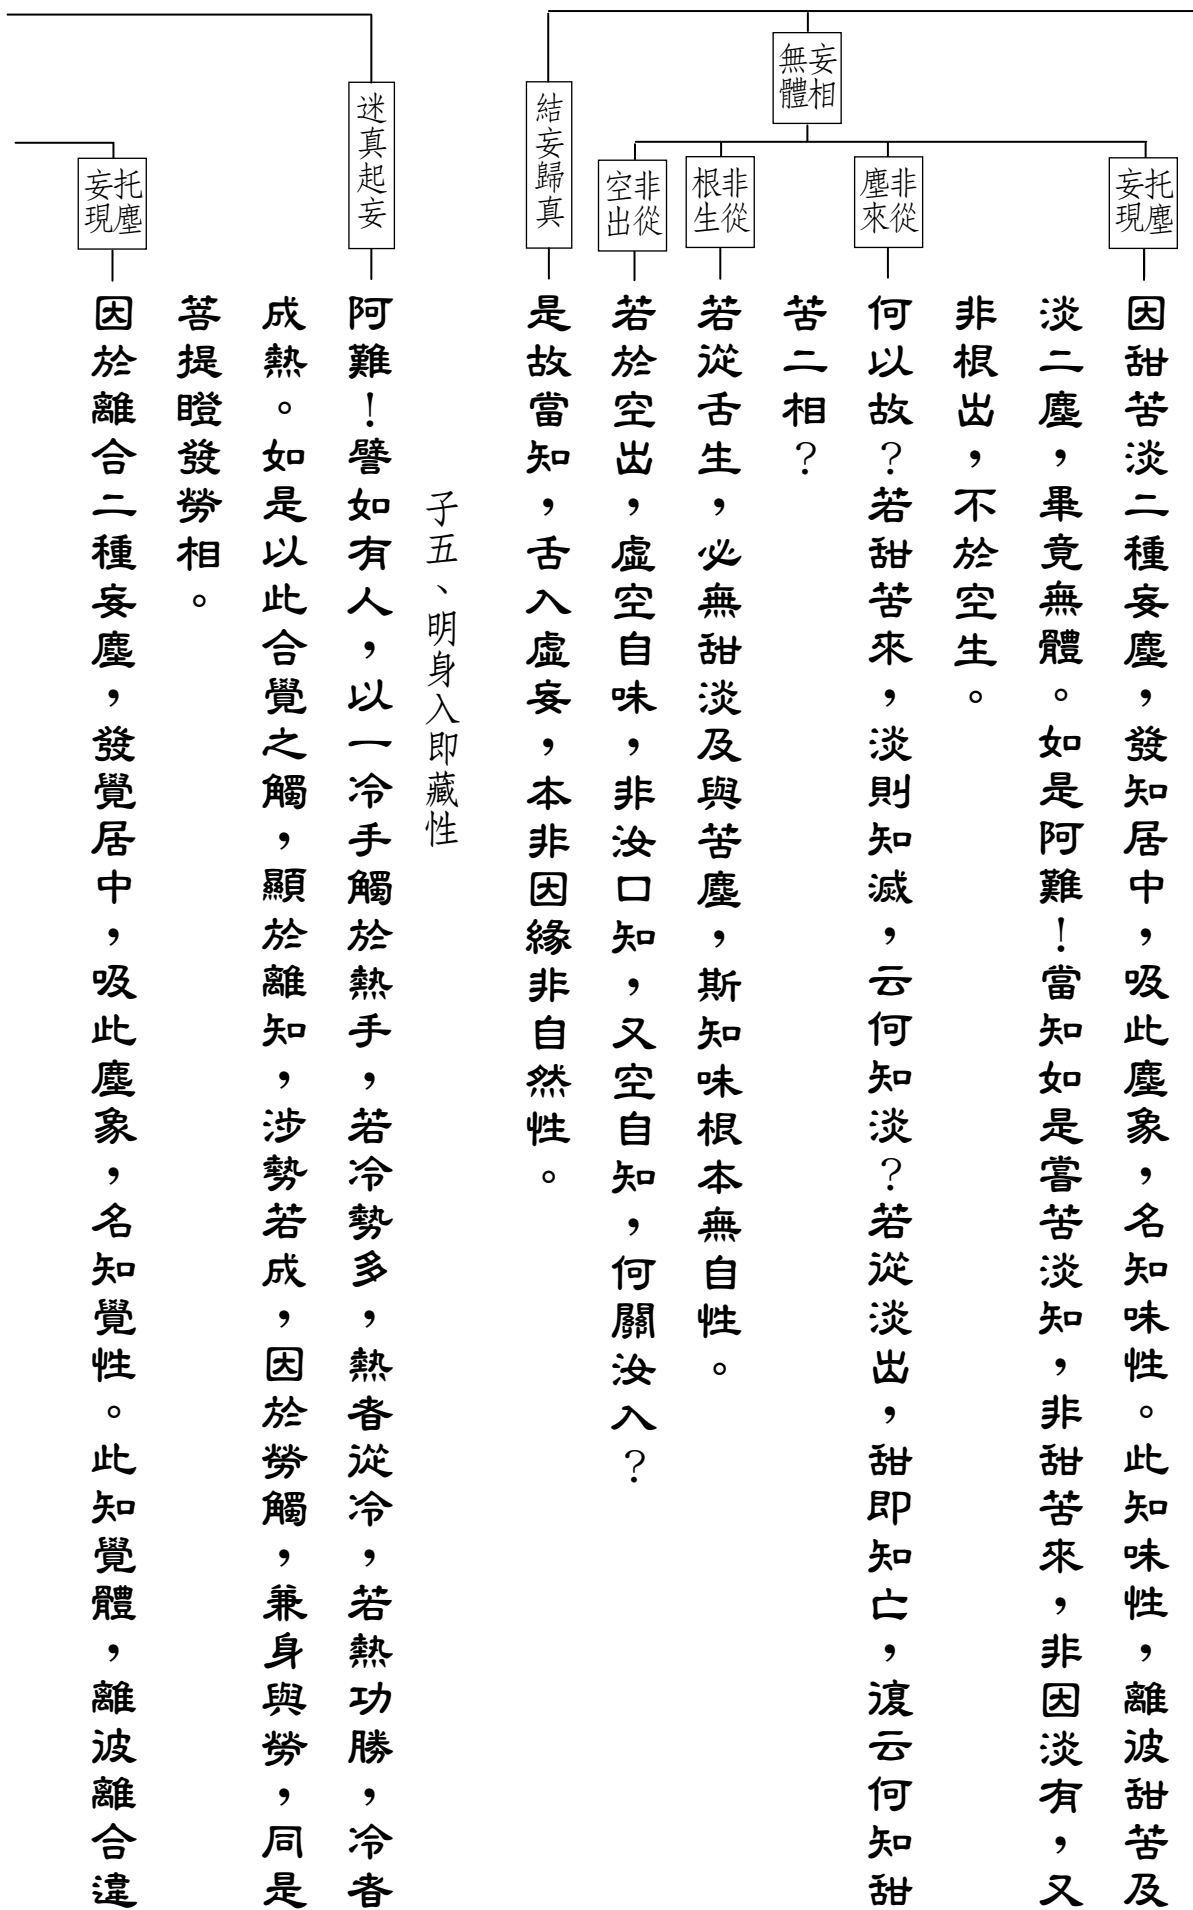 妄相
無體
托塵
妄現
因甜苦淡二種妄塵，發知居中，吸此塵象，名知味性。此知味性，離彼甜苦及
淡二塵，畢竟無體。如是阿難！當知如是嘗苦淡知，非甜苦來，非因淡有，又
非根出，不於空生。
非從
塵來
何以故？若甜苦來，淡則知滅，云何知淡？若從淡出，甜即知亡，復云何知甜
苦二相？
非從
根生
若從舌生，必無甜淡及與苦塵，斯知味根本無自性。
非從
空出
若於空出，虛空自味，非汝口知，又空自知，何關汝入？
結妄歸真
是故當知，舌入虛妄，本非因緣非自然性。
子五、明身入即藏性
迷真起妄
阿難！譬如有人，以一冷手觸於熱手，若冷勢多，熱者從冷，若熱功勝，冷者
成熱。如是以此合覺之觸，顯於離知，涉勢若成，因於勞觸，兼身與勞，同是
菩提瞪發勞相。
托塵
妄現
因於離合二種妄塵，發覺居中，吸此塵象，名知覺性。此知覺體，離彼離合違